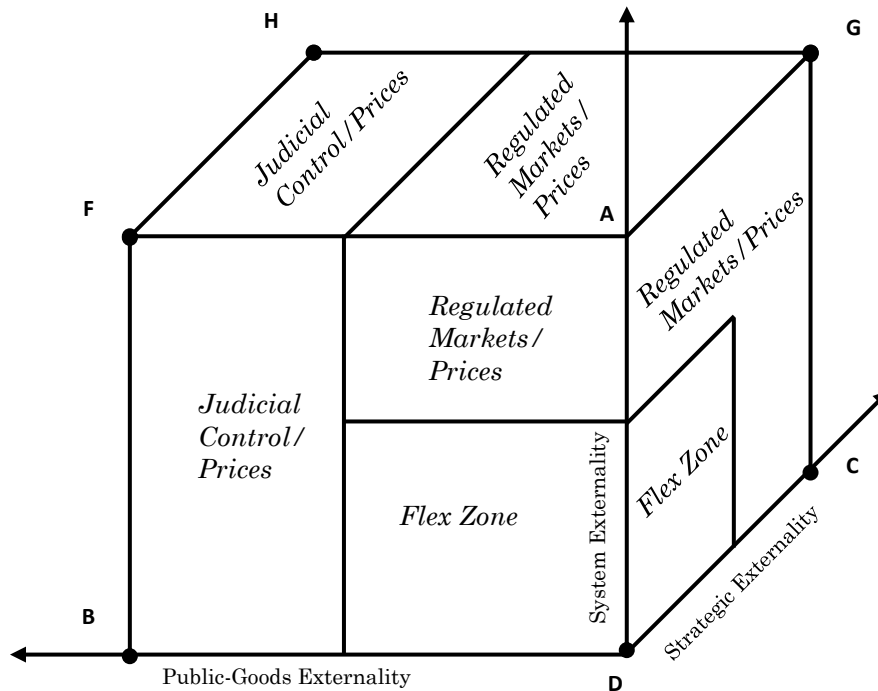 H
G
Judicial
Control/Prices
Regulated
Markets/
Prices
F
A
Regulated
Markets/Prices
Regulated
Markets/
Prices
Judicial
Control/
Prices
Flex Zone
Flex Zone
System Externality
C
Strategic Externality
B
Public-Goods Externality
D